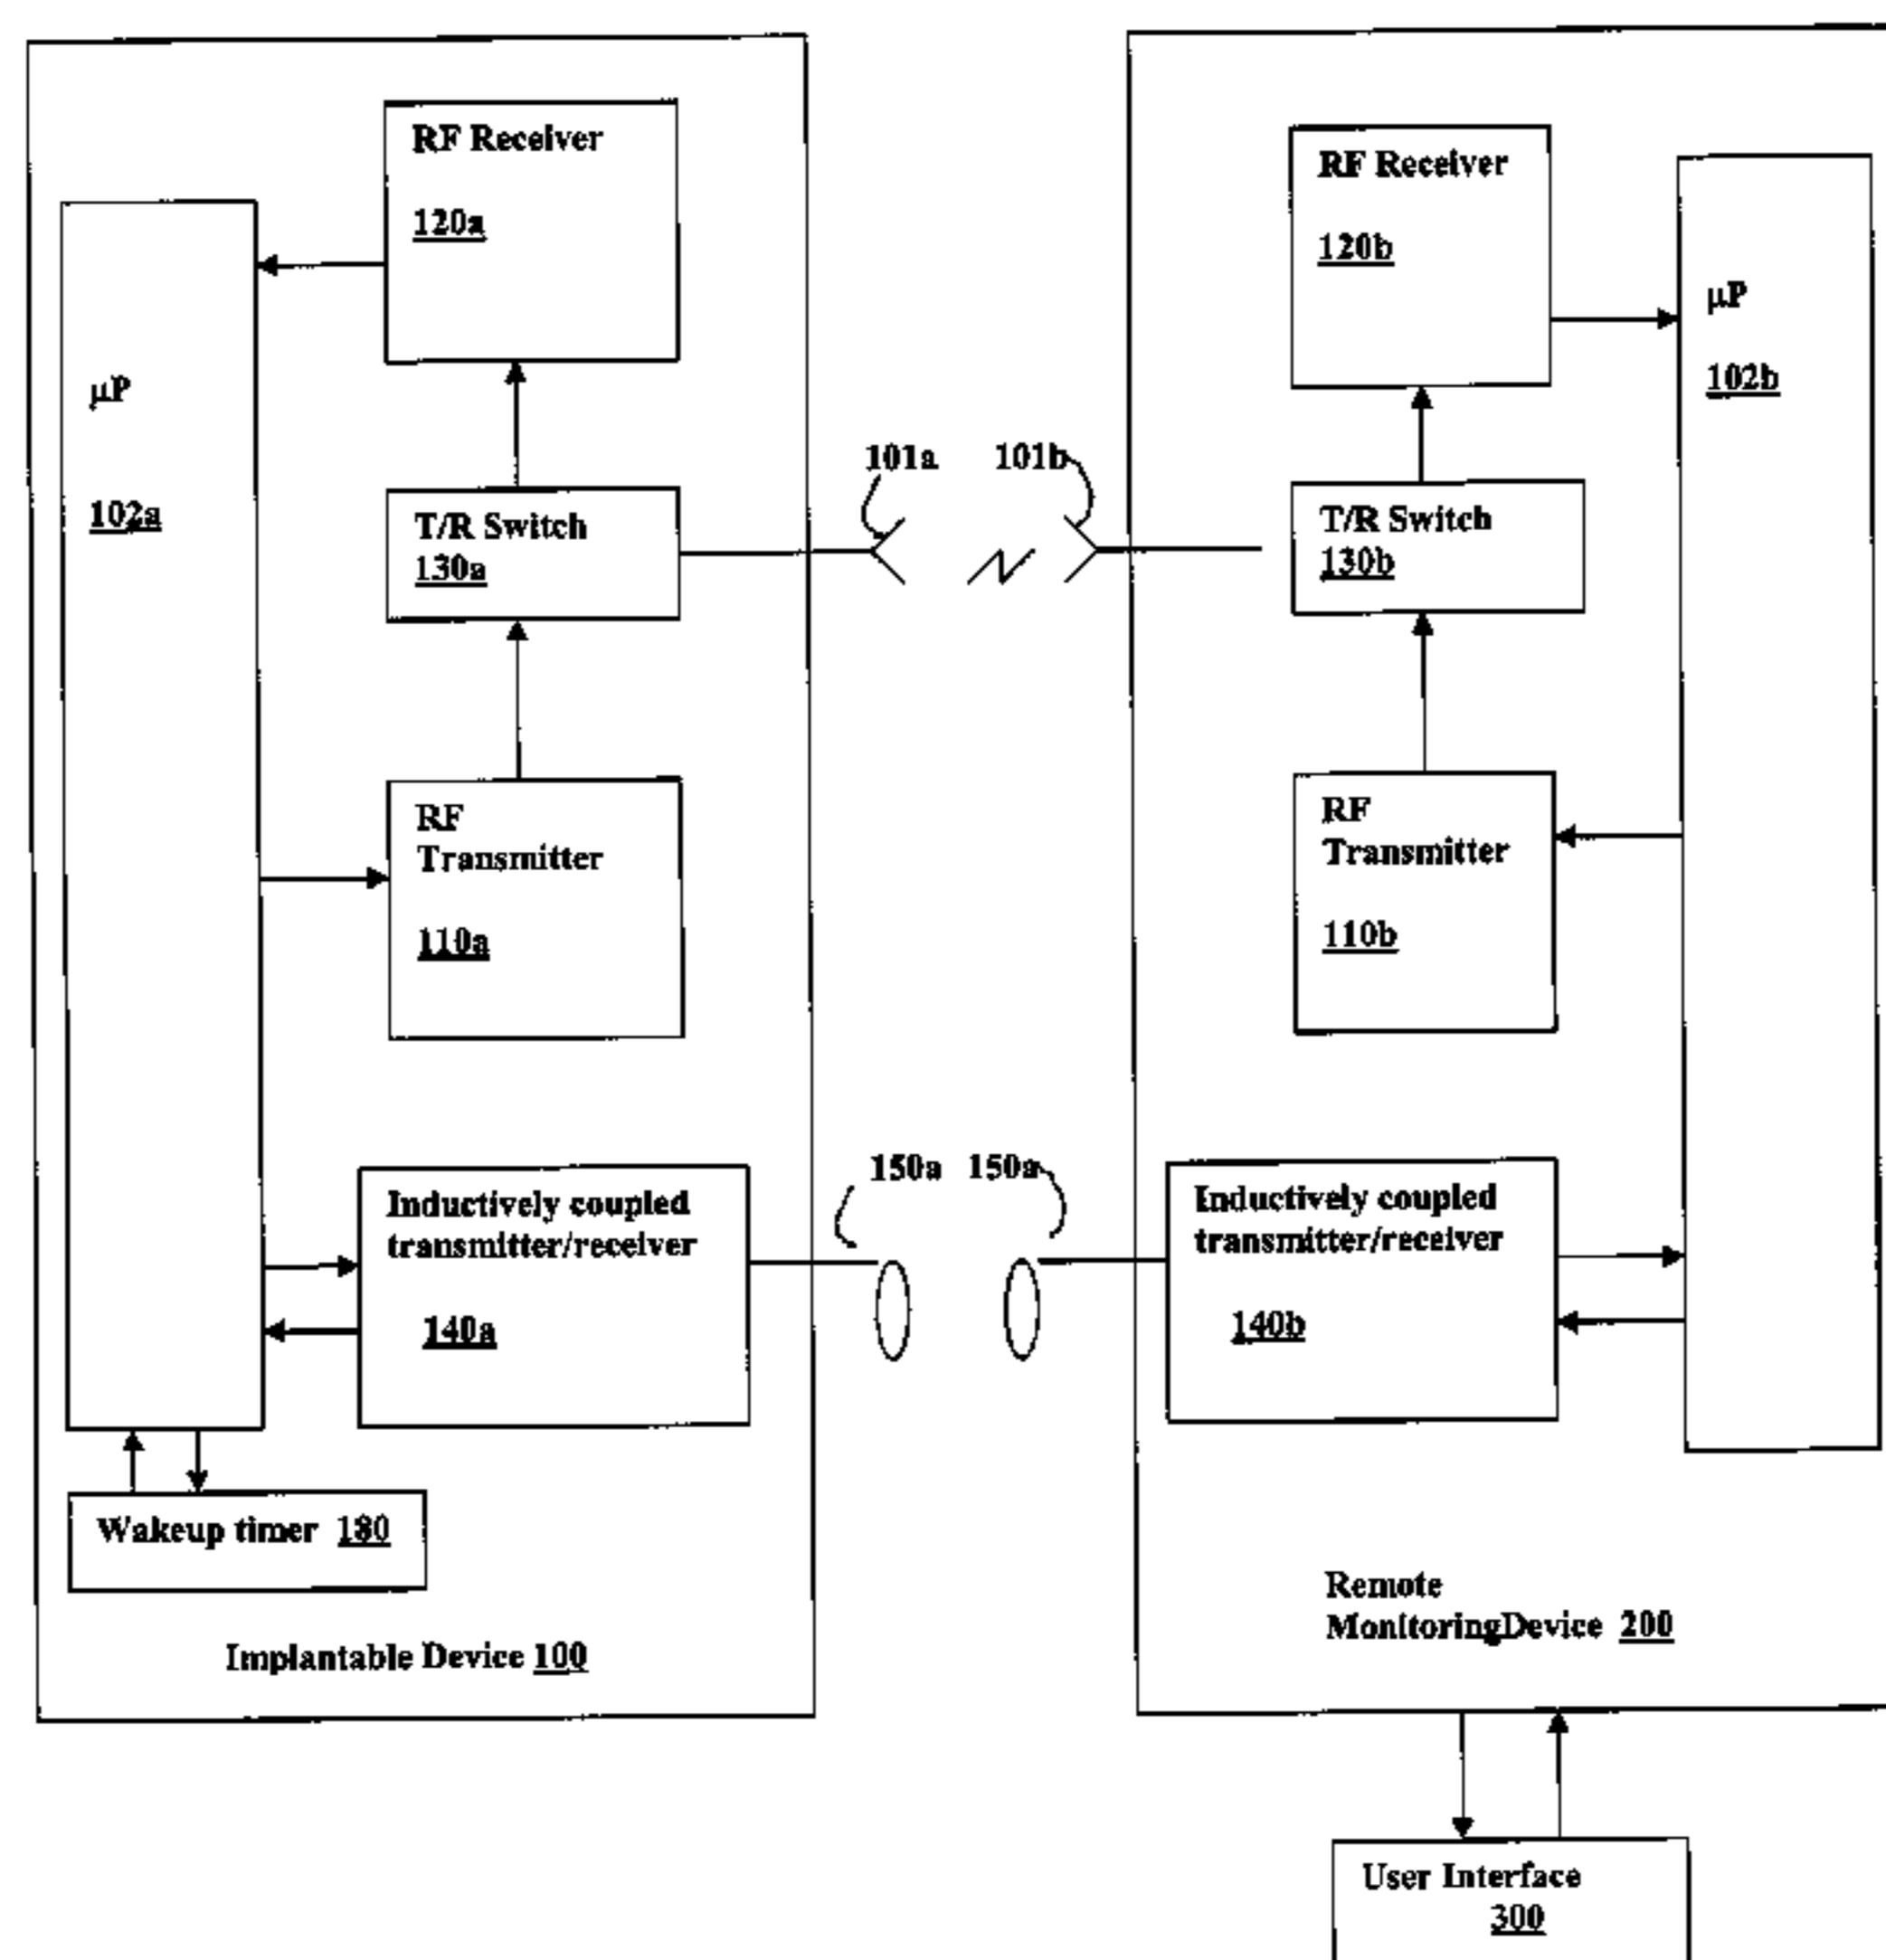 RF Receiver
120a
µP
102a
T/R Switch
130a
RF
Transmitter
110a
Inductively coupled
transmitter/receiver
140a
Wakeup timer 180
Implantable Device 100
101a 101b
150a 150a
RF Receiver
120b
µP
102b
T/R Switch
130b
RF
Transmitter
110b
Inductively coupled
transmitter/receiver
140b
Remote
MonitoringDevice 200
User Interface
300